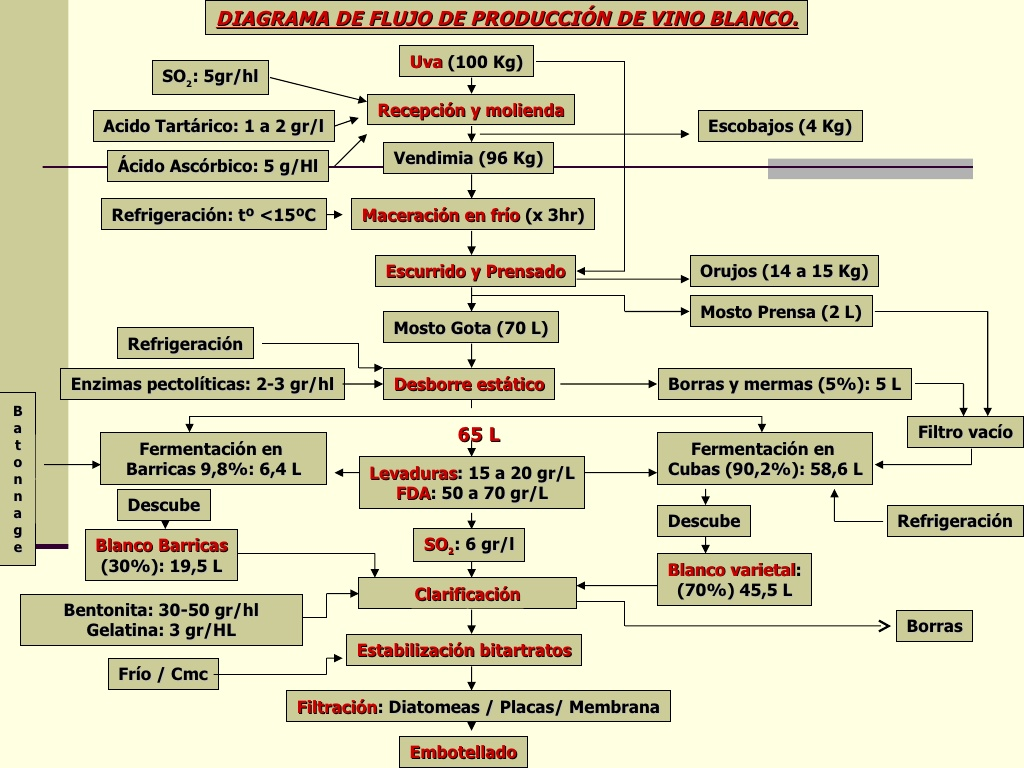 DIAGRAMA DE FLUJO DE PRODUCCIÓN DE VINO BLANCO.
Uva (100 Kg)
SO2: 5gr/hl
Recepción y molienda
Acido Tartárico: 1 a 2 gr/l
Escobajos (4 Kg)
Ácido Ascórbico: 5 g/Hl
Vendimia (96 Kg)
Refrigeración: tº <15ºC
Maceración en frío (x 3hr)
Escurrido y Prensado
Orujos (14 a 15 Kg)
Mosto Prensa (2 L)
Mosto Gota (70 L)
Refrigeración
Enzimas pectolíticas: 2-3 gr/hl
Desborre estático
Borras y mermas (5%): 5 L
Batonnage
Filtro vacío
65 L
Fermentación en
Barricas 9,8%: 6,4 L
Levaduras: 15 a 20 gr/L
FDA: 50 a 70 gr/L
Fermentación en
Cubas (90,2%): 58,6 L
Descube
Descube
Refrigeración
Blanco Barricas
(30%): 19,5 L
SO2: 6 gr/l
Blanco varietal:
(70%) 45,5 L
Clarificación
Bentonita: 30-50 gr/hl
Gelatina: 3 gr/HL
Borras
Estabilización bitartratos
Frío / Cmc
Filtración: Diatomeas / Placas/ Membrana
Embotellado